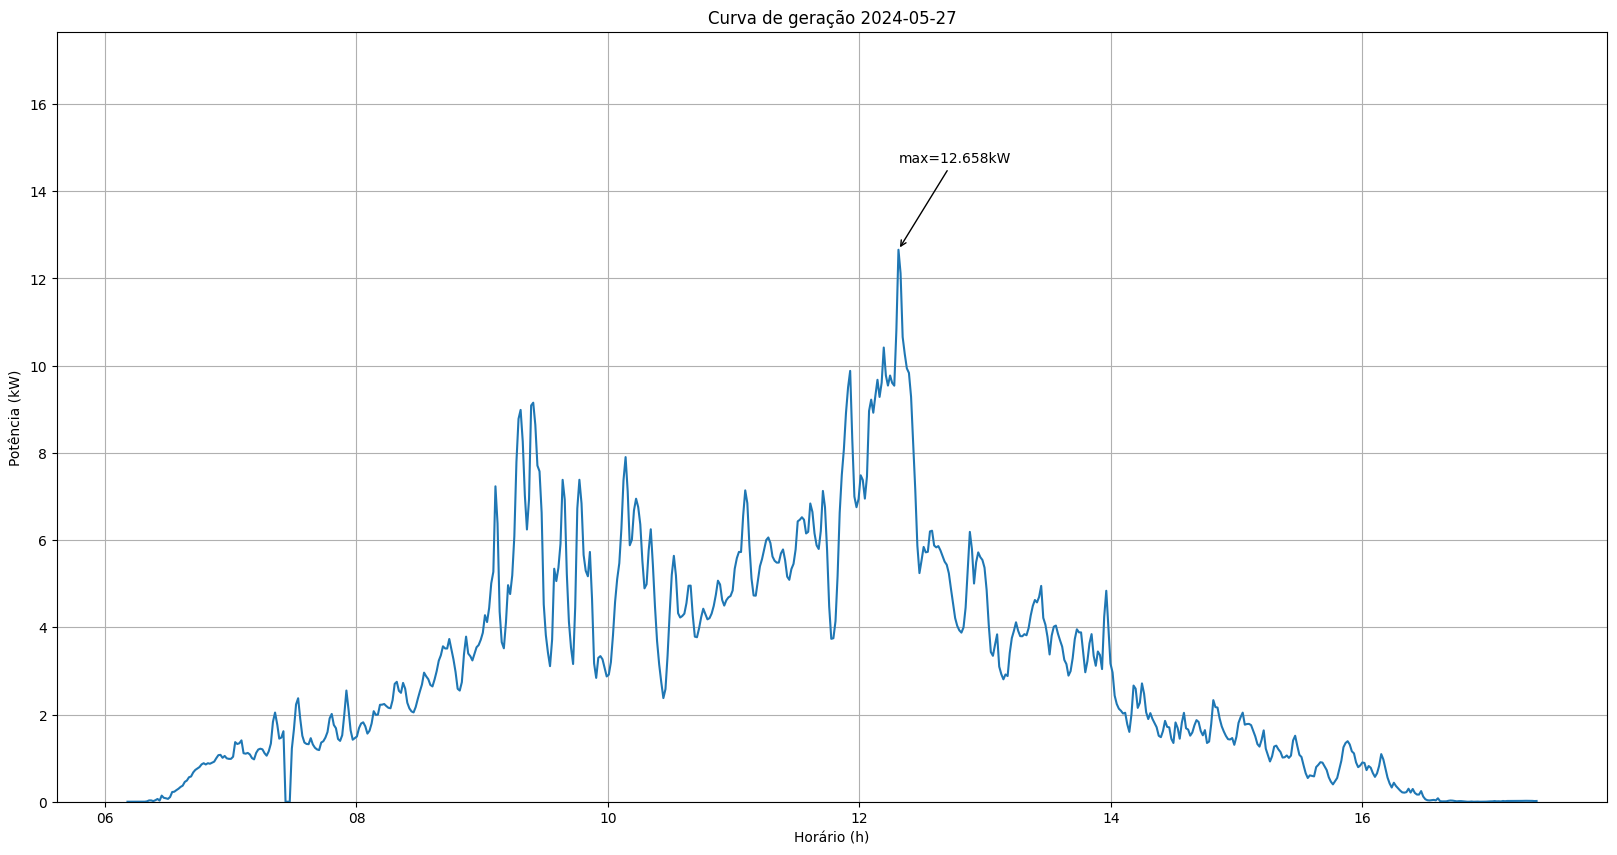 Curva de geração 2024-05-27
16
max=12.658kW
14
12
10
Potência (kW)
8
6
4
2
0
06 08 10 12 14 16
Horário (h)